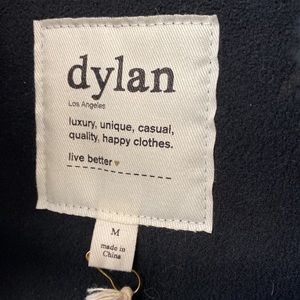 dylan
Los Angeles
luxury, unique, casual,
quality, happy clothes.
live better
M
made in
China